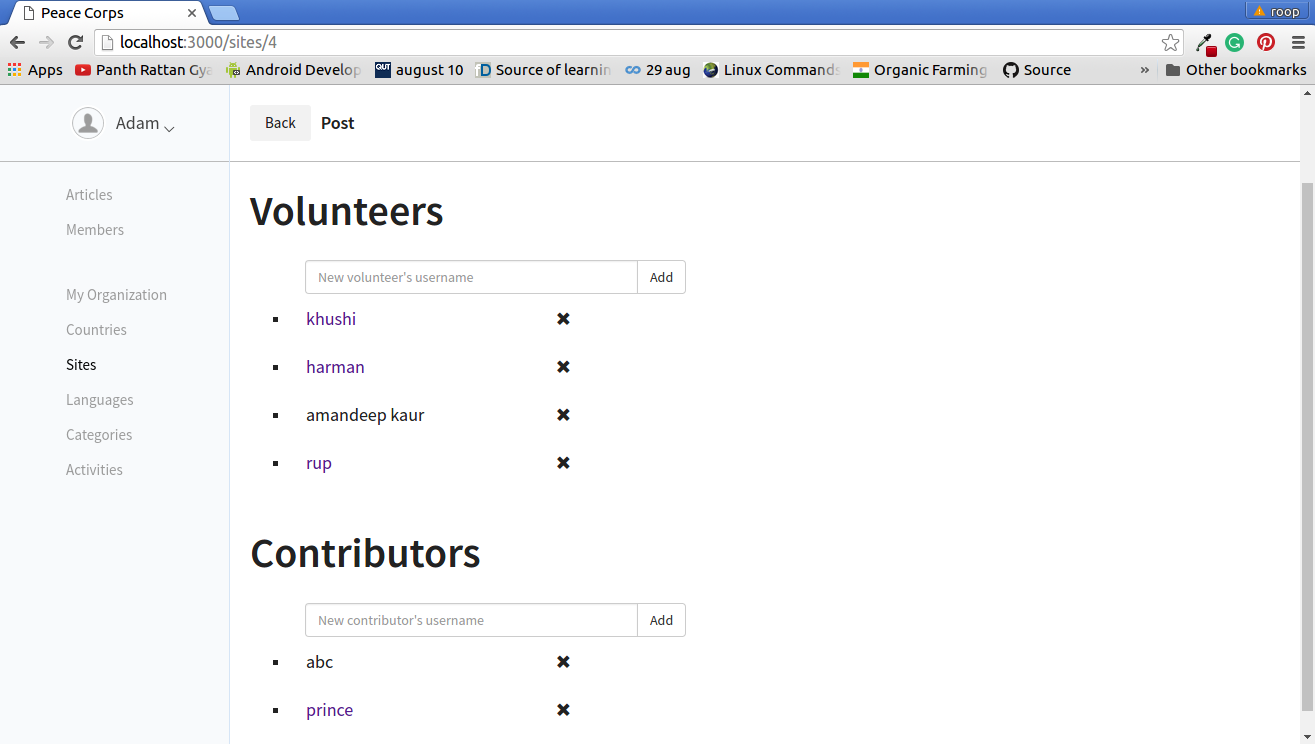 Peace Corps
roop
localhost:3000/sites/4
Apps Panth Rattan Gya Android Develop QUT august 10 Source of learnin 29 aug Linux Commands Organic Farming Source » Other bookmarks
Adam
Back Post
Articles
Members
My Organization
Countries
Sites
Languages
Categories
Activities
Volunteers
New volunteer's username Add
khushi
harman
amandeep kaur
rup
Contributors
New contributor's username Add
abc
prince